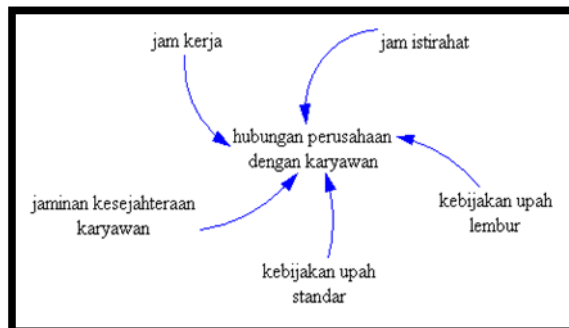 jam kerja
jam istirahat
hubungan perusahaan
dengan karyawan
jaminan kesejahteraan
karyawan
kebijakan upah
lembur
kebijakan upah
standar